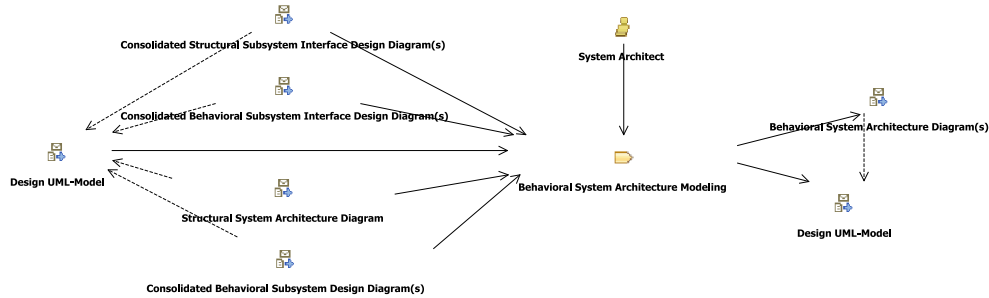 Consolidated Structural Subsystem Interface Design Diagram(s)
System Architect
Consolidated Behavioral Subsystem Interface Design Diagram(s)
Behavioral System Architecture Diagram(s)
Design UML-Model
Behavioral System Architecture Modeling
Structural System Architecture Diagram
Design UML-Model
Consolidated Behavioral Subsystem Design Diagram(s)